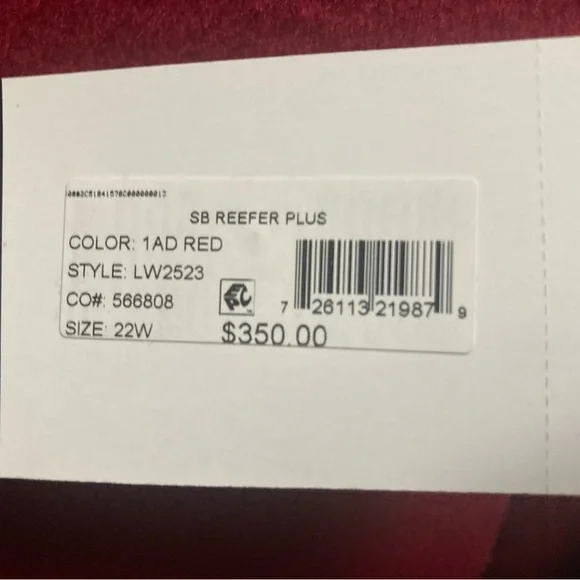 SB REEFER PLUS
COLOR: 1AD RED
STYLE: LW2523
CO#: 566808
SIZE: 22W
$350.00
7 26113 21987 9